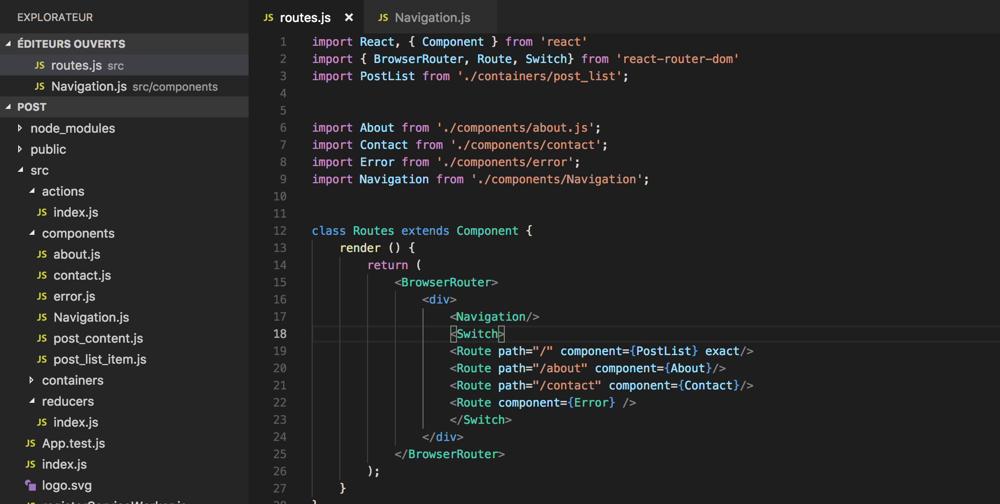 EXPLORATEUR
ÉDITEURS OUVERTS
JS routes.js src
JS Navigation.js src/components
POST
node_modules
public
src
actions
JS index.js
components
JS about.js
JS contact.js
JS error.js
JS Navigation.js
JS post_content.js
JS post_list_item.js
containers
reducers
JS index.js
JS App.test.js
JS index.js
logo.svg
JS registerServiceWorker.js
JS routes.js ×
JS Navigation.js
1 import React, { Component } from 'react'
2 import { BrowserRouter, Route, Switch} from 'react-router-dom'
3 import PostList from './containers/post_list';
4
5
6 import About from './components/about.js';
7 import Contact from './components/contact';
8 import Error from './components/error';
9 import Navigation from './components/Navigation';
10
11
12 class Routes extends Component {
13 render () {
14 return (
15 <BrowserRouter>
16 <div>
17 <Navigation/>
18 <Switch>
19 <Route path="/" component={PostList} exact/>
20 <Route path="/about" component={About}/>
21 <Route path="/contact" component={Contact}/>
22 <Route component={Error} />
23 </Switch>
24 </div>
25 </BrowserRouter>
26 );
27 }
28 }